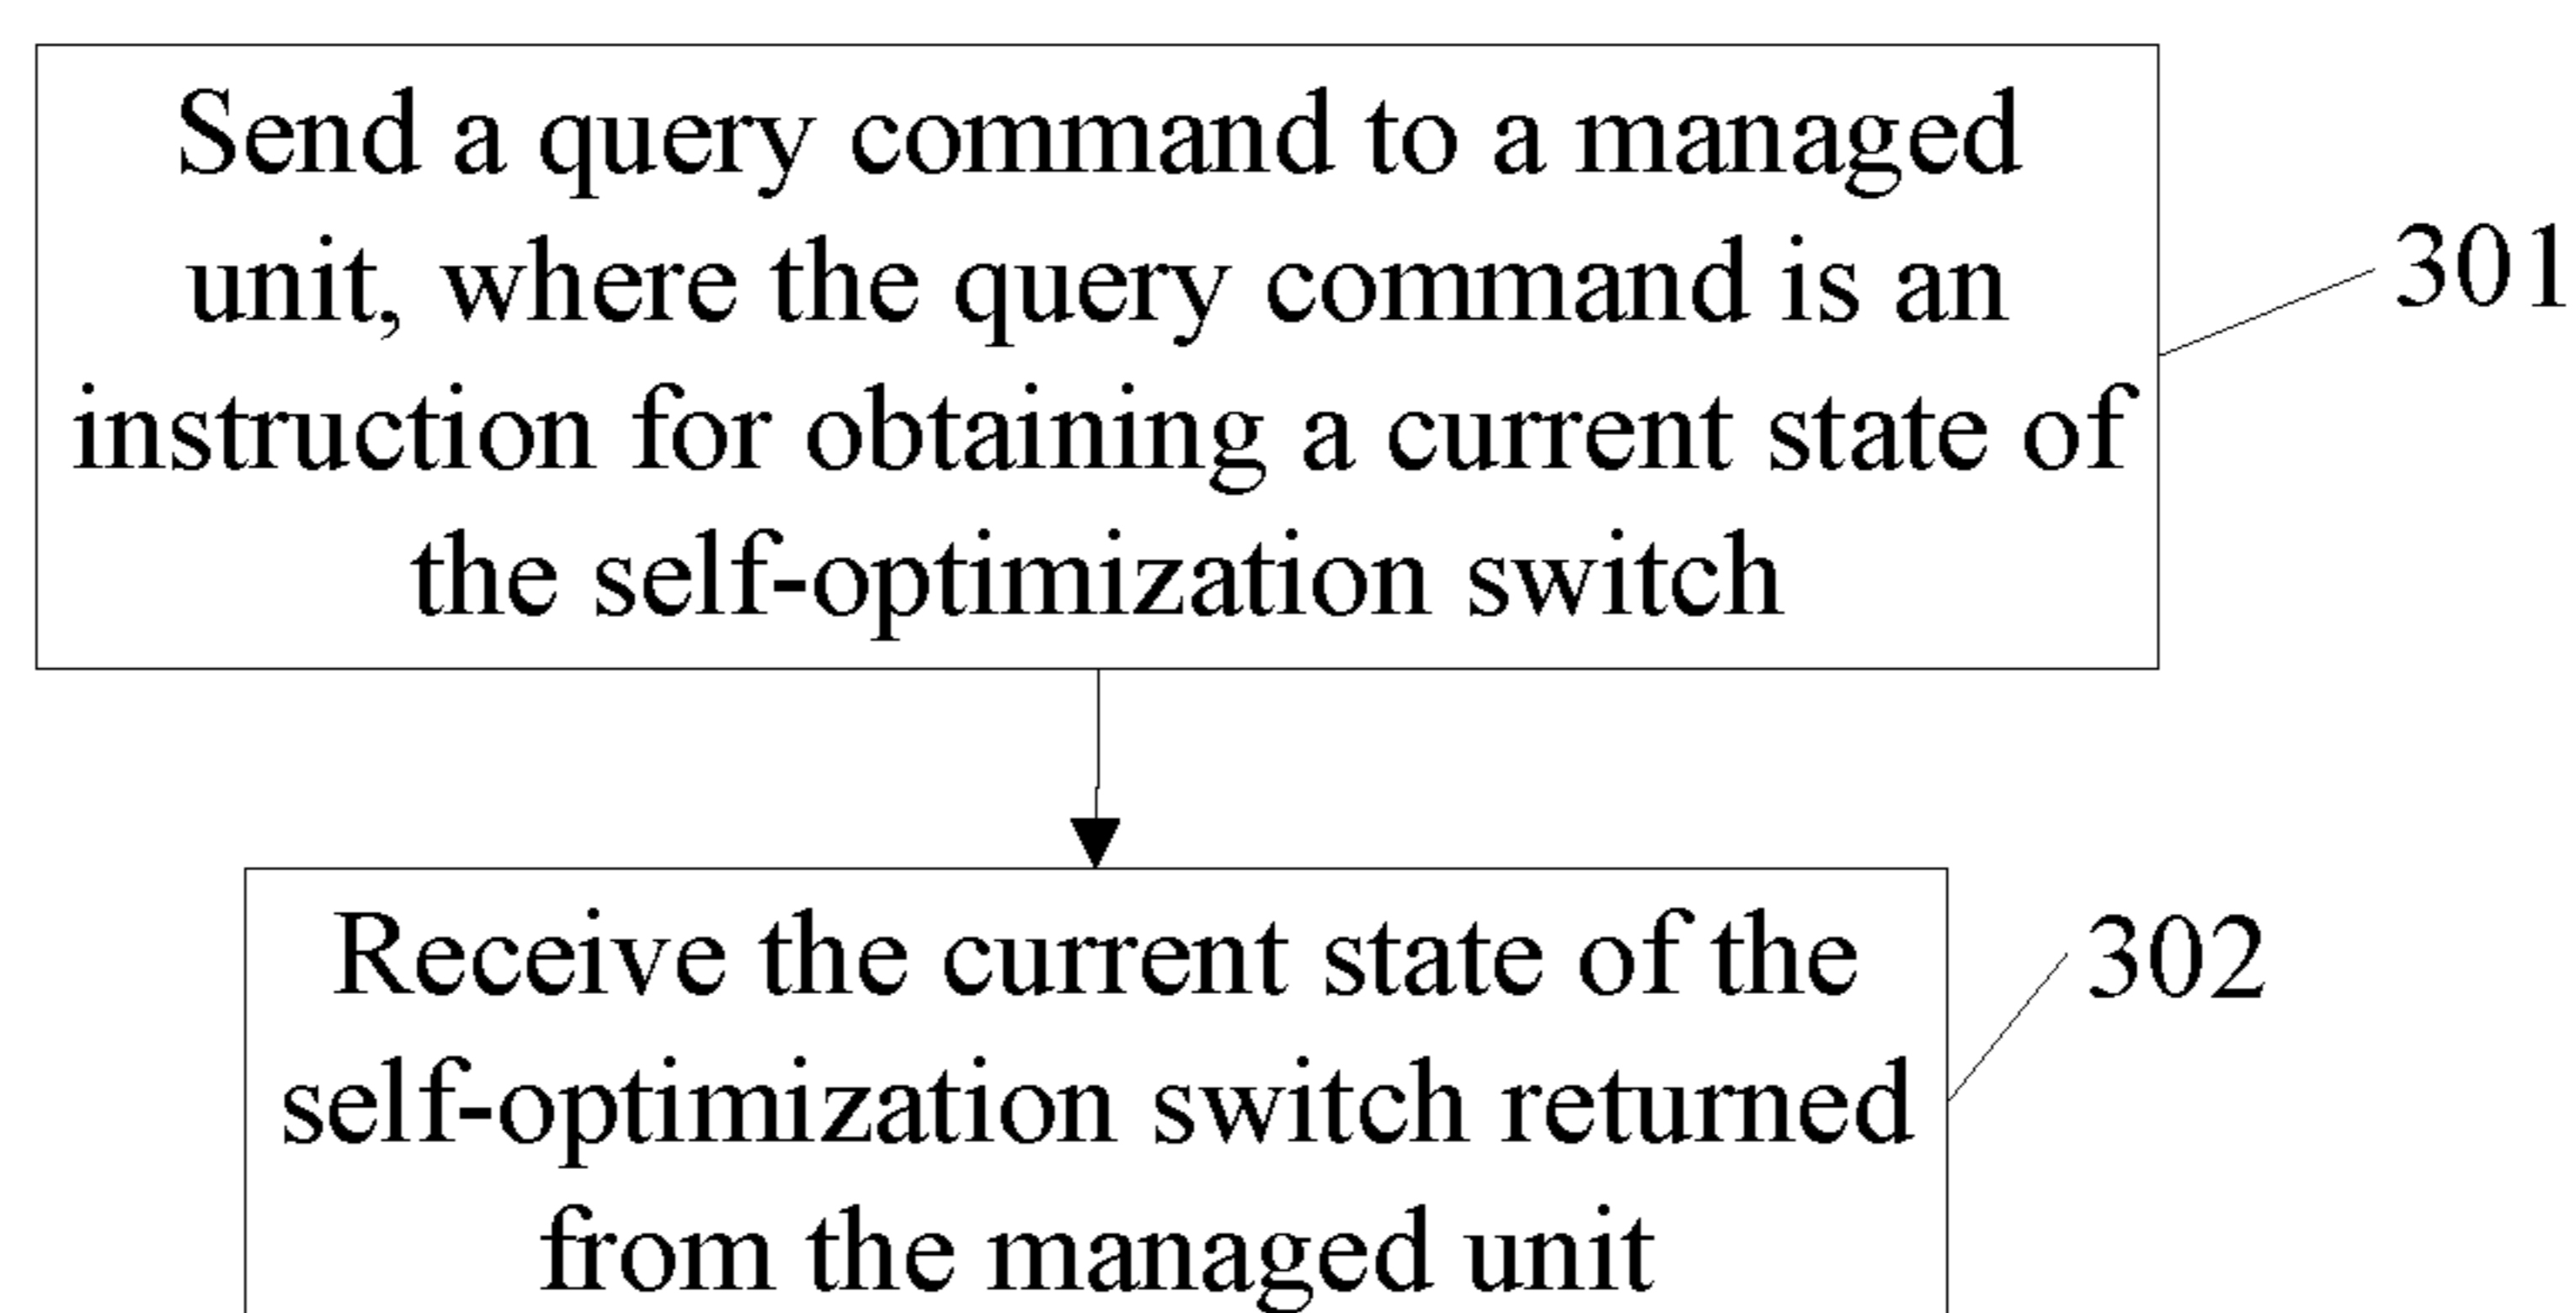 Send a query command to a managed
unit, where the query command is an
instruction for obtaining a current state of
the self-optimization switch
301
Receive the current state of the
self-optimization switch returned
from the managed unit
302